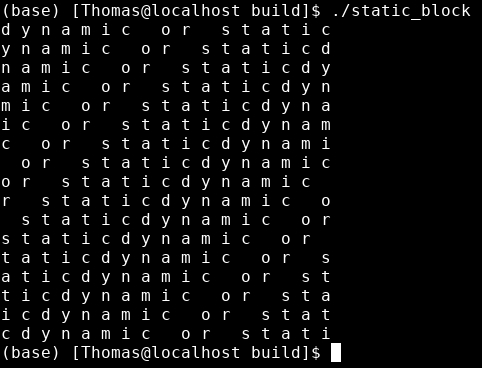 (base) [Thomas@localhost build]$ ./static_block
d y n a m i c   o r   s t a t i c
y n a m i c   o r   s t a t i c d
n a m i c   o r   s t a t i c d y
a m i c   o r   s t a t i c d y n
m i c   o r   s t a t i c d y n a
i c   o r   s t a t i c d y n a m
c   o r   s t a t i c d y n a m i
  o r   s t a t i c d y n a m i c
o r   s t a t i c d y n a m i c
r   s t a t i c d y n a m i c   o
  s t a t i c d y n a m i c   o r
s t a t i c d y n a m i c   o r
t a t i c d y n a m i c   o r   s
a t i c d y n a m i c   o r   s t
t i c d y n a m i c   o r   s t a
i c d y n a m i c   o r   s t a t
c d y n a m i c   o r   s t a t i
(base) [Thomas@localhost build]$